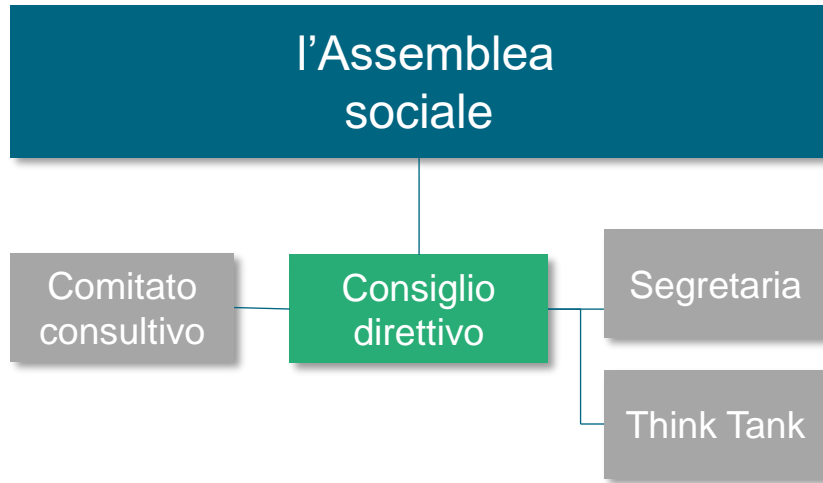 l’Assemblea
sociale
Comitato
consultivo
Consiglio
direttivo
Segretaria
Think Tank